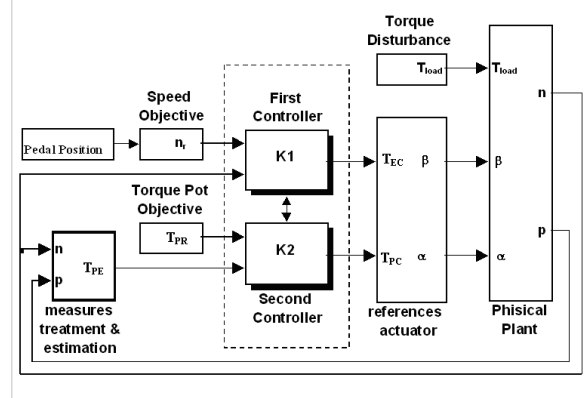 Torque
Disturbance
T_load
T_load
n
First
Controller
Speed
Objective
Pedal Position
n_r
K1
T_EC β
β
Torque Pot
Objective
T_PR
K2
T_PC α
α
p
n
T_PE
p
Second
Controller
measures
treatment &
estimation
references
actuator
Phisical
Plant